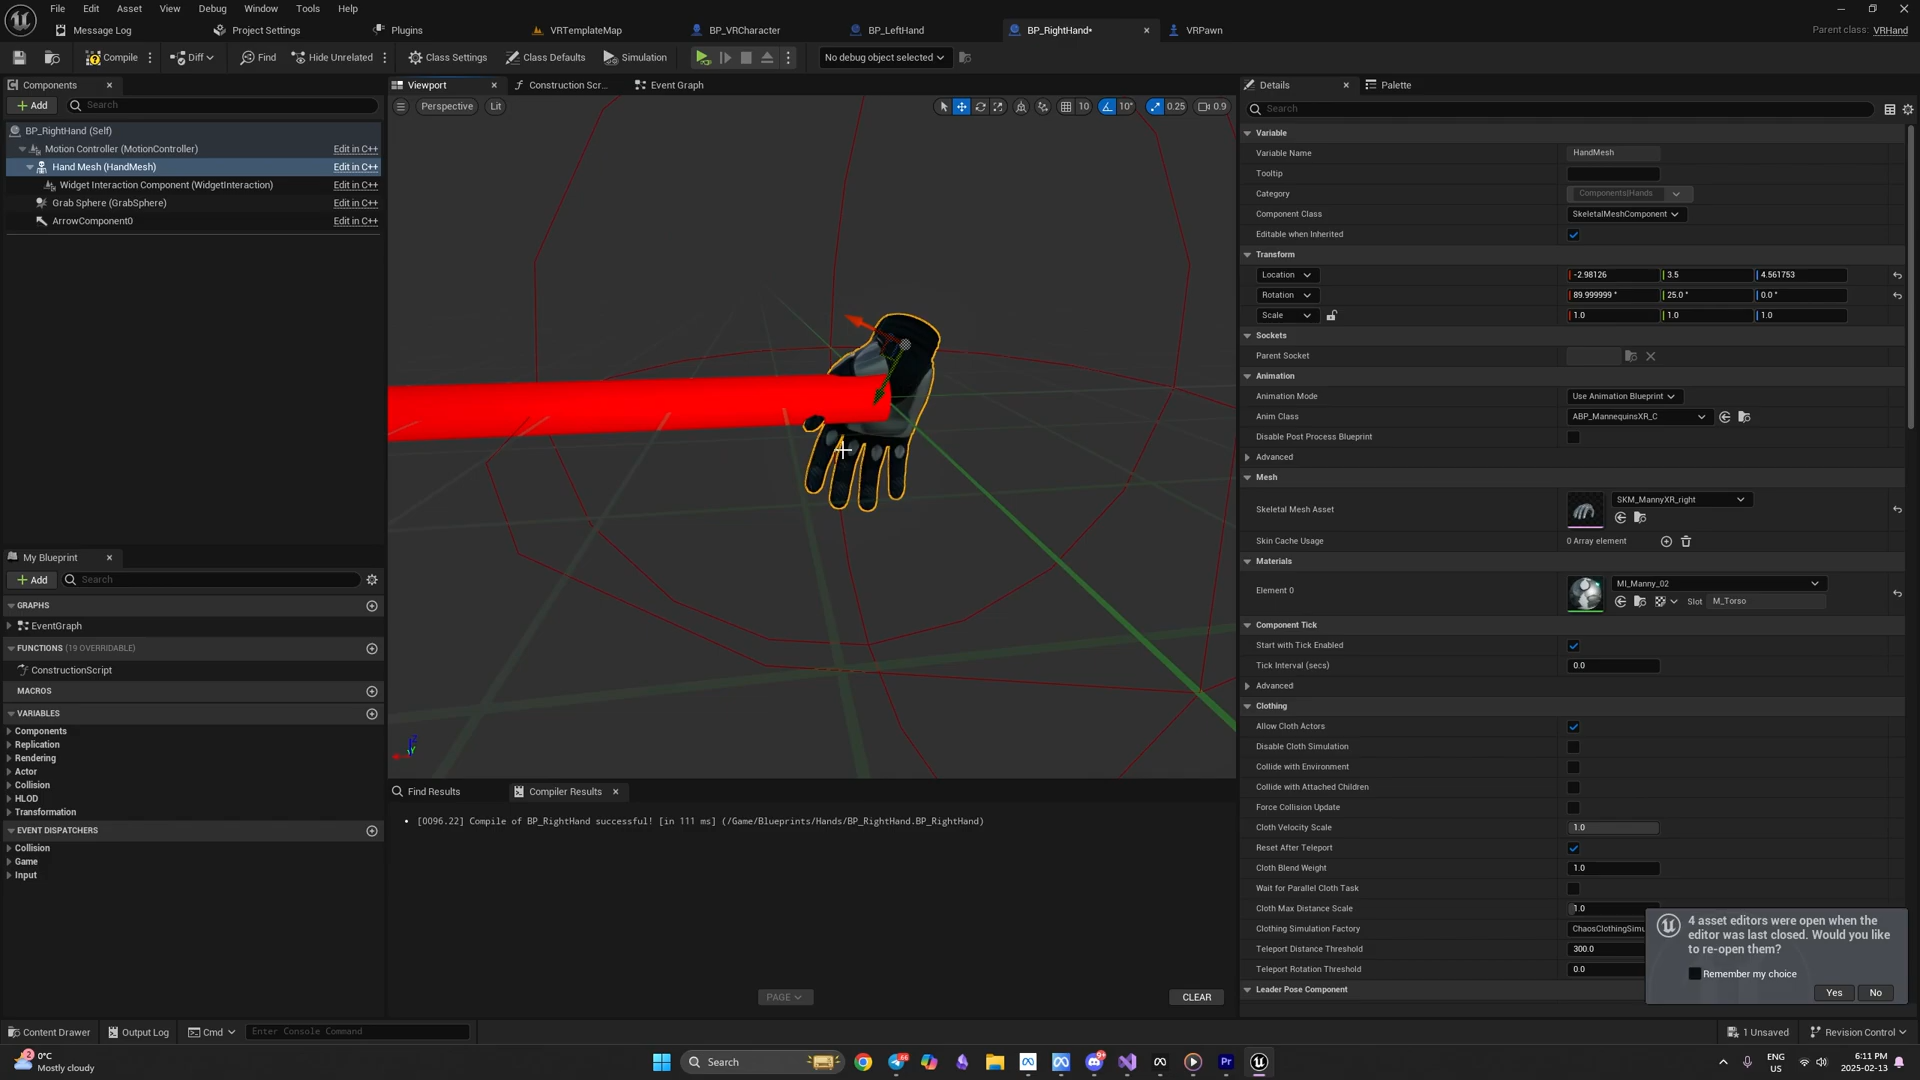 File Edit Asset View Debug Window Tools Help
Message Log Project Settings Plugins VRTemplateMap BP_VRCharacter BP_LeftHand BP_RightHand* VRPawn Parent class: VRHand
Compile Diff Find Hide Unrelated Class Settings Class Defaults Simulation No debug object selected
Components
Add Search
BP_RightHand (Self)
Motion Controller (MotionController) Edit in C++
Hand Mesh (HandMesh) Edit in C++
Widget Interaction Component (WidgetInteraction) Edit in C++
Grab Sphere (GrabSphere) Edit in C++
ArrowComponent0 Edit in C++
My Blueprint
Add Search
GRAPHS
EventGraph
FUNCTIONS (19 OVERRIDABLE)
ConstructionScript
MACROS
VARIABLES
Components
Replication
Rendering
Actor
Collision
HLOD
Transformation
EVENT DISPATCHERS
Collision
Game
Input
Viewport Construction Scr... Event Graph
Perspective Lit 10 10° 0.25 0.9
Find Results Compiler Results
[0096.22] Compile of BP_RightHand successful! [in 111 ms] (/Game/Blueprints/Hands/BP_RightHand.BP_RightHand)
PAGE CLEAR
Details Palette
Search
Variable
Variable Name HandMesh
Tooltip
Category Components|Hands
Component Class SkeletalMeshComponent
Editable when Inherited
Transform
Location -2.98126 3.5 4.561753
Rotation 89.999999° 25.0° 0.0°
Scale 1.0 1.0 1.0
Sockets
Parent Socket
Animation
Animation Mode Use Animation Blueprint
Anim Class ABP_MannequinsXR_C
Disable Post Process Blueprint
Advanced
Mesh
Skeletal Mesh Asset SKM_MannyXR_right
Skin Cache Usage 0 Array element
Materials
Element 0 MI_Manny_02
Slot M_Torso
Component Tick
Start with Tick Enabled
Tick Interval (secs) 0.0
Advanced
Clothing
Allow Cloth Actors
Disable Cloth Simulation
Collide with Environment
Collide with Attached Children
Force Collision Update
Cloth Velocity Scale 1.0
Reset After Teleport
Cloth Blend Weight 1.0
Wait for Parallel Cloth Task
Cloth Max Distance Scale 1.0
Clothing Simulation Factory ChaosClothingSimu
Teleport Distance Threshold 300.0
Teleport Rotation Threshold 0.0
Leader Pose Component
4 asset editors were open when the
editor was last closed. Would you like
to re-open them?
Remember my choice
Yes No
Content Drawer Output Log Cmd Enter Console Command 1 Unsaved Revision Control
0°C
Mostly cloudy
Search
ENG
US
6:11 PM
2025-02-13